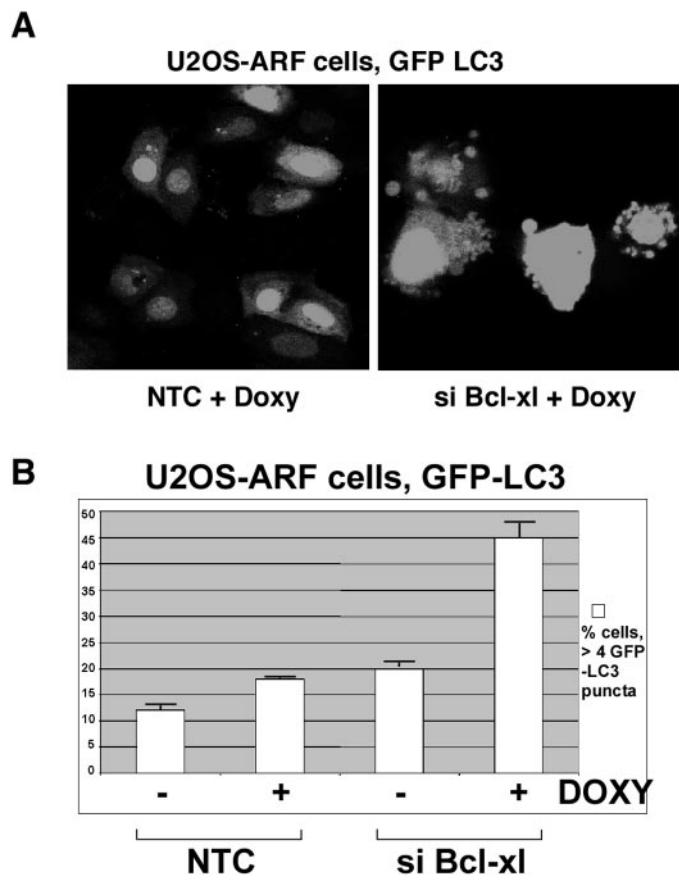 A
U2OS-ARF cells, GFP LC3
NTC + Doxy
si Bcl-xl + Doxy
B
U2OS-ARF cells, GFP-LC3
50
45
40
35
30
25
20
15
10
5
0
% cells,
> 4 GFP
-LC3
puncta
- + - + DOXY
NTC
si Bcl-xl